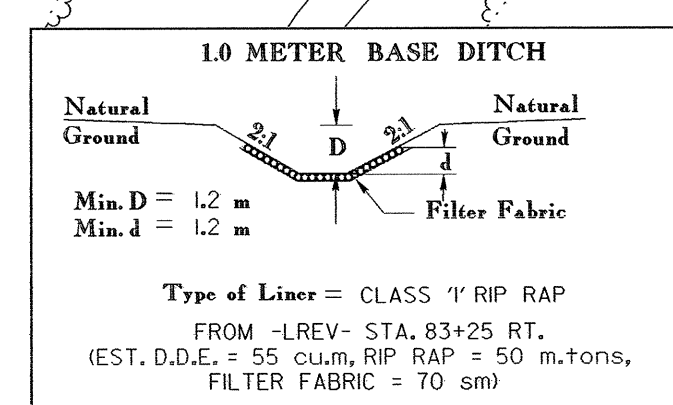 1.0 METER BASE DITCH
Natural
Ground
2:1
D
2:1
Natural
Ground
d
Min. D = 1.2 m
Min. d = 1.2 m
Filter Fabric
Type of Liner = CLASS 'I' RIP RAP
FROM -LREV- STA. 83+25 RT.
(EST. D.D.E. = 55 cu.m, RIP RAP = 50 m.tons,
FILTER FABRIC = 70 sm)